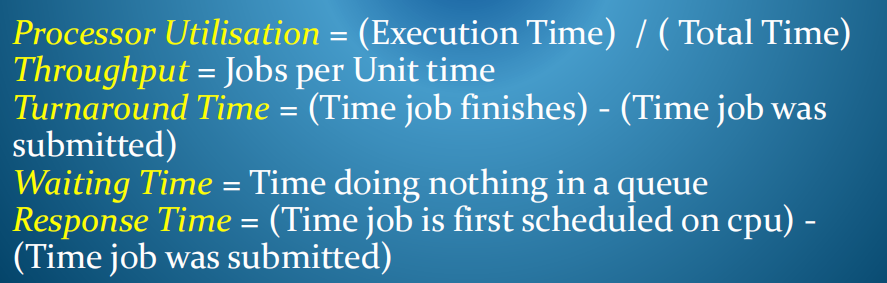 Processor Utilisation = (Execution Time)  / ( Total Time)
Throughput = Jobs per Unit time
Turnaround Time = (Time job finishes) - (Time job was
submitted)
Waiting Time = Time doing nothing in a queue
Response Time = (Time job is first scheduled on cpu) -
(Time job was submitted)